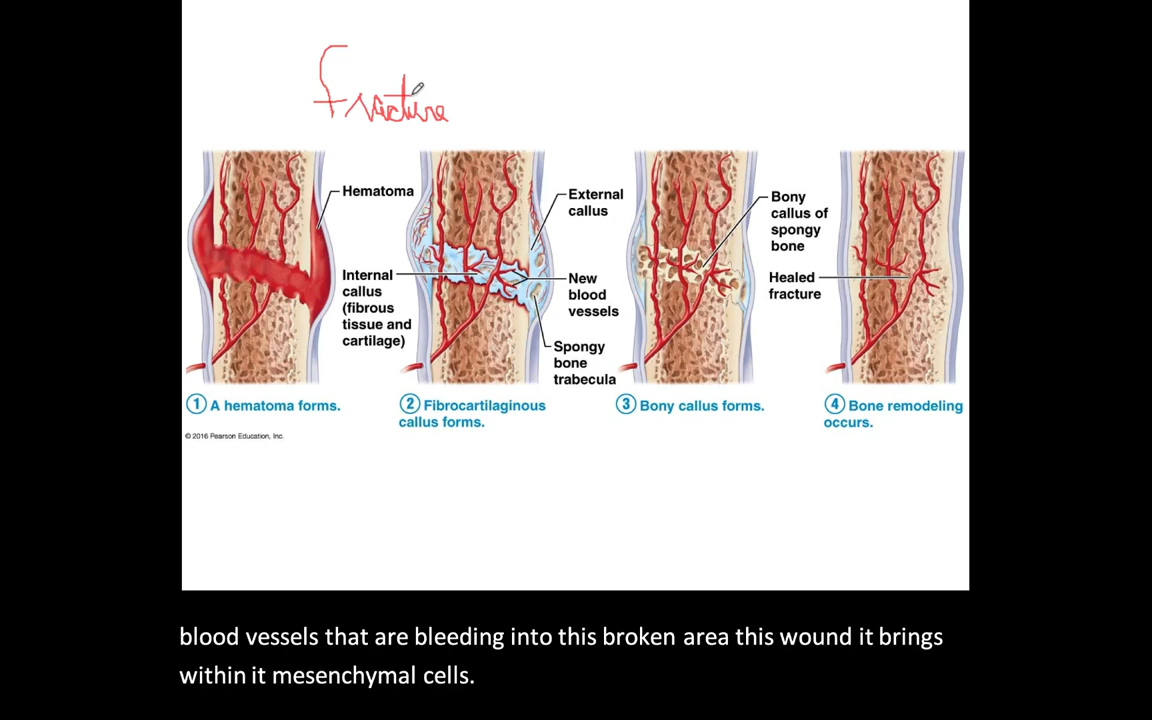 Fracture
Hematoma
Internal
callus
(fibrous
tissue and
cartilage)
External
callus
New
blood
vessels
Spongy
bone
trabecula
Bony
callus of
spongy
bone
Healed
fracture
1 A hematoma forms.
2 Fibrocartilaginous
callus forms.
3 Bony callus forms.
4 Bone remodeling
occurs.
© 2016 Pearson Education, Inc.
blood vessels that are bleeding into this broken area this wound it brings
within it mesenchymal cells.